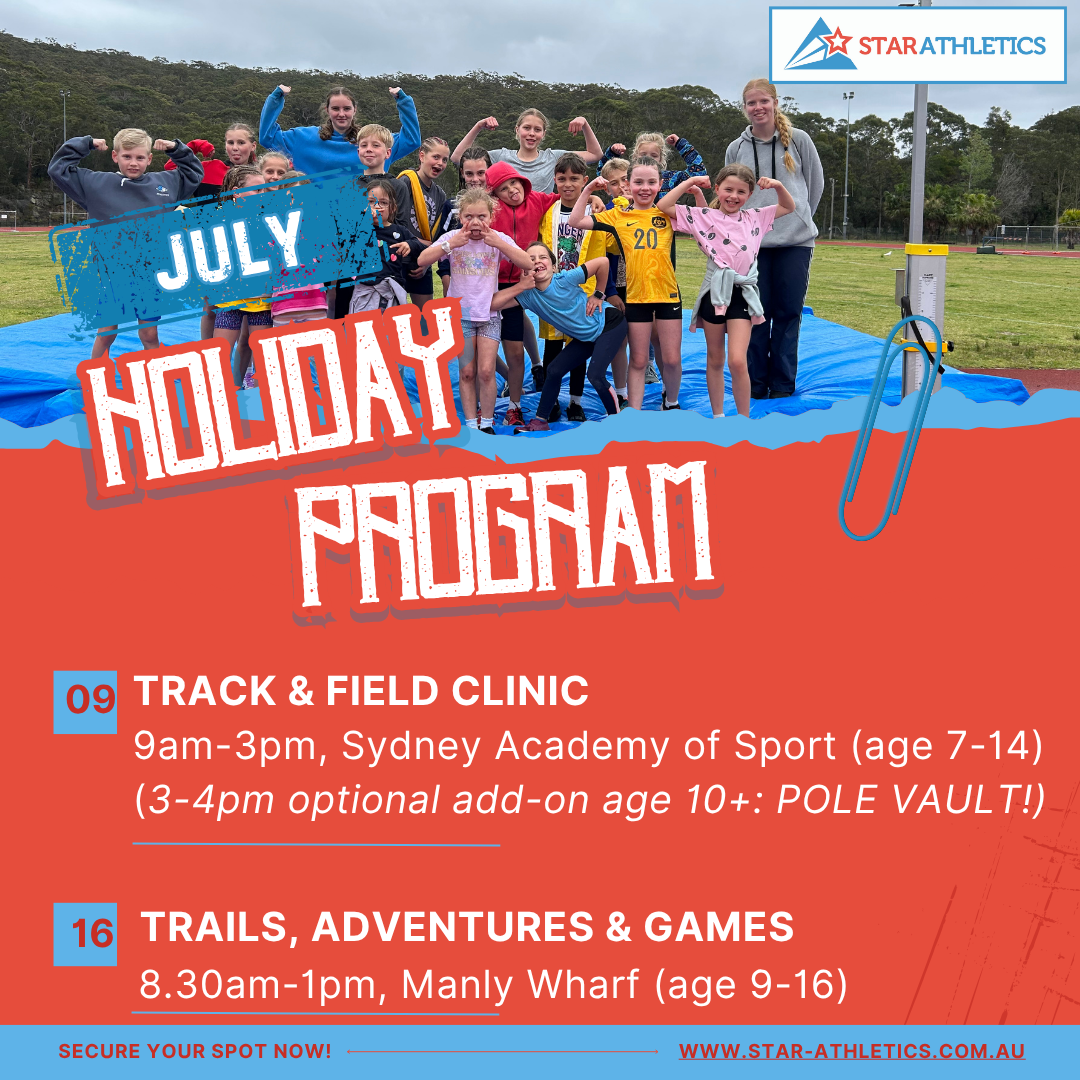 STAR ATHLETICS
JULY
HOLIDAY
PROGRAM
20
09
TRACK & FIELD CLINIC
9am-3pm, Sydney Academy of Sport (age 7-14)
(3-4pm optional add-on age 10+: POLE VAULT!)
16
TRAILS, ADVENTURES & GAMES
8.30am-1pm, Manly Wharf (age 9-16)
SECURE YOUR SPOT NOW!
WWW.STAR-ATHLETICS.COM.AU